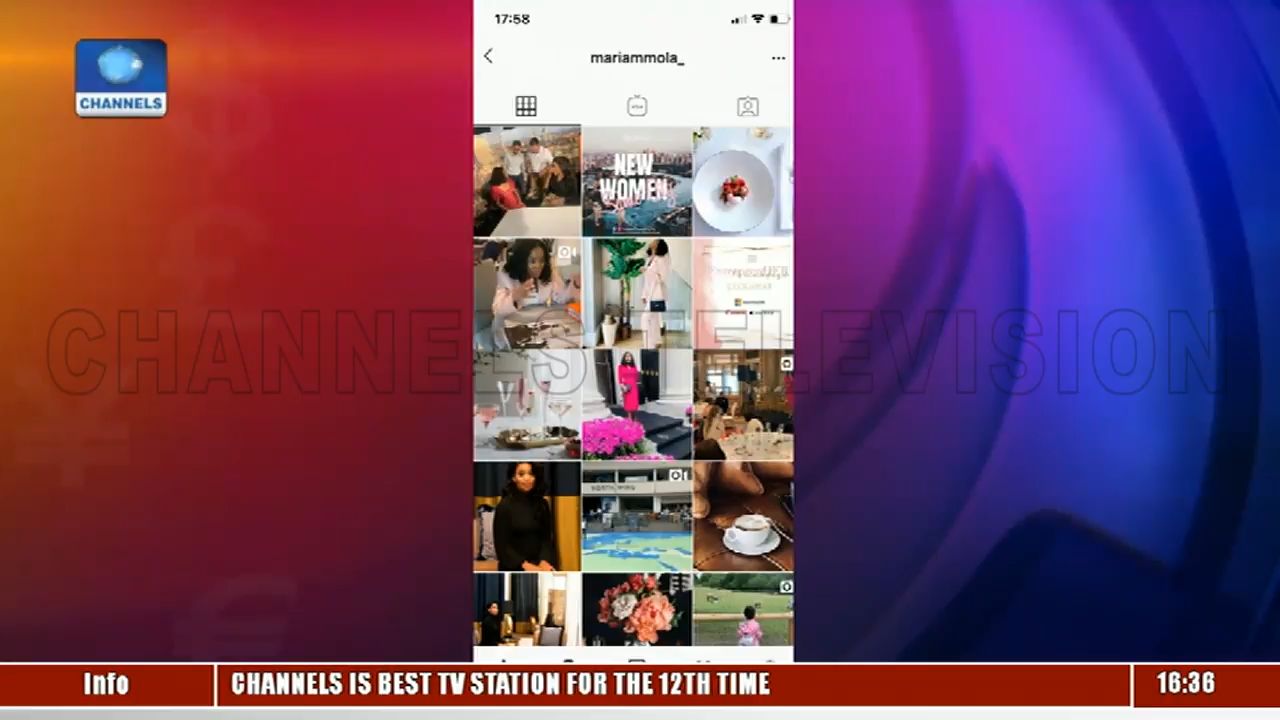 17:58
CHANNELS
mariammola_
NEW
WOMEN
CHANNELS TELEVISION
Info
CHANNELS IS BEST TV STATION FOR THE 12TH TIME
16:36